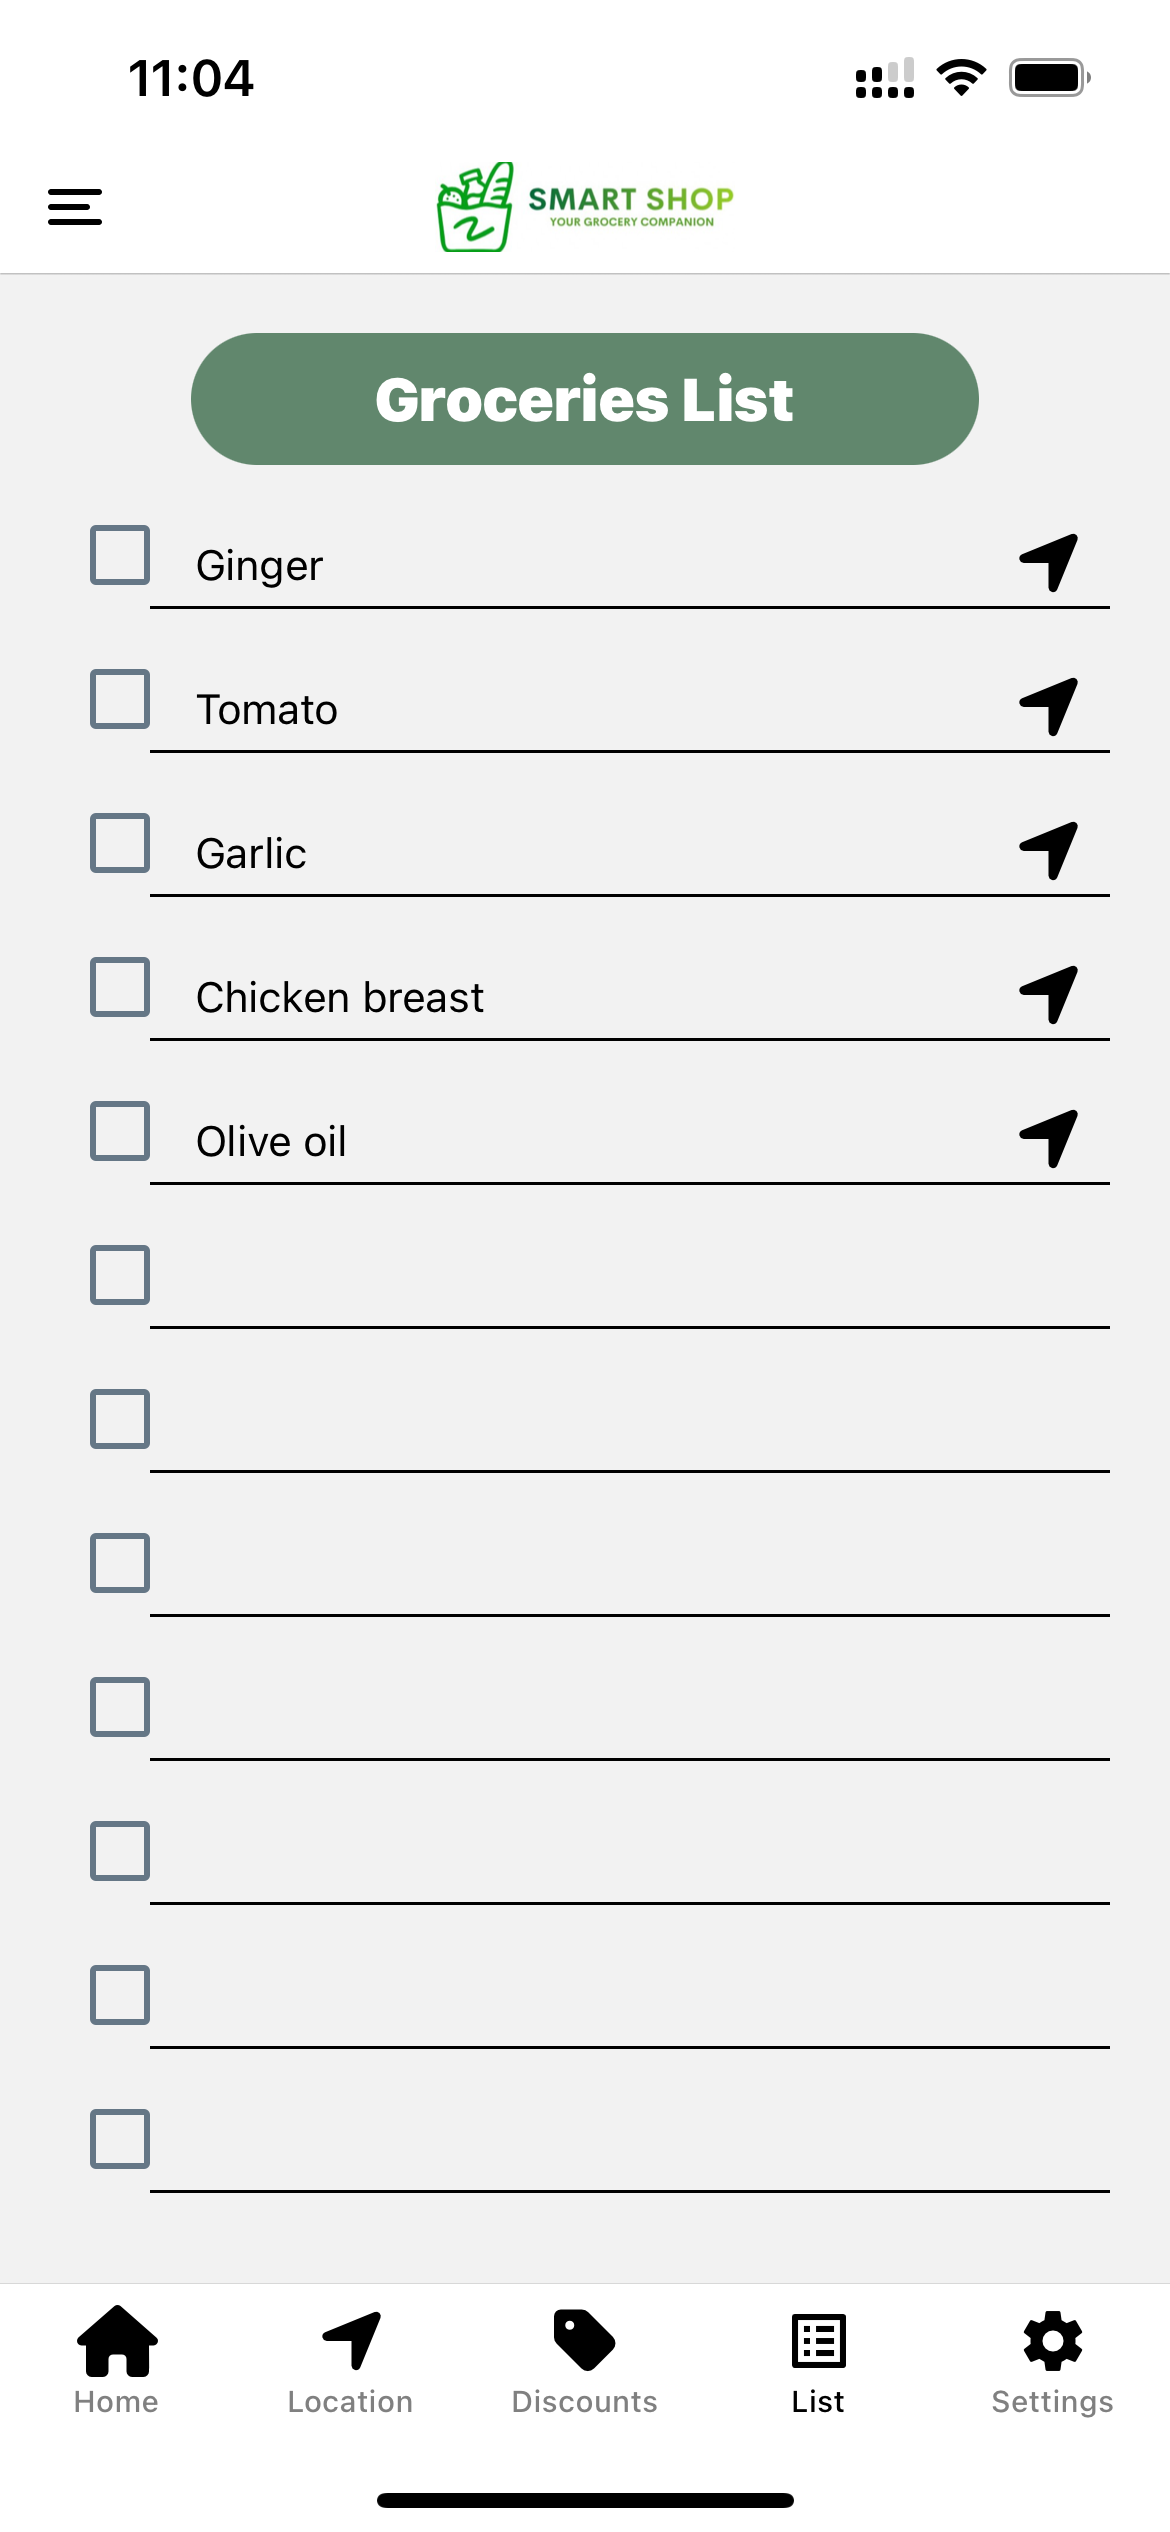 11:04
SMART SHOP
YOUR GROCERY COMPANION
Groceries List
Ginger
Tomato
Garlic
Chicken breast
Olive oil
Home
Location
Discounts
List
Settings